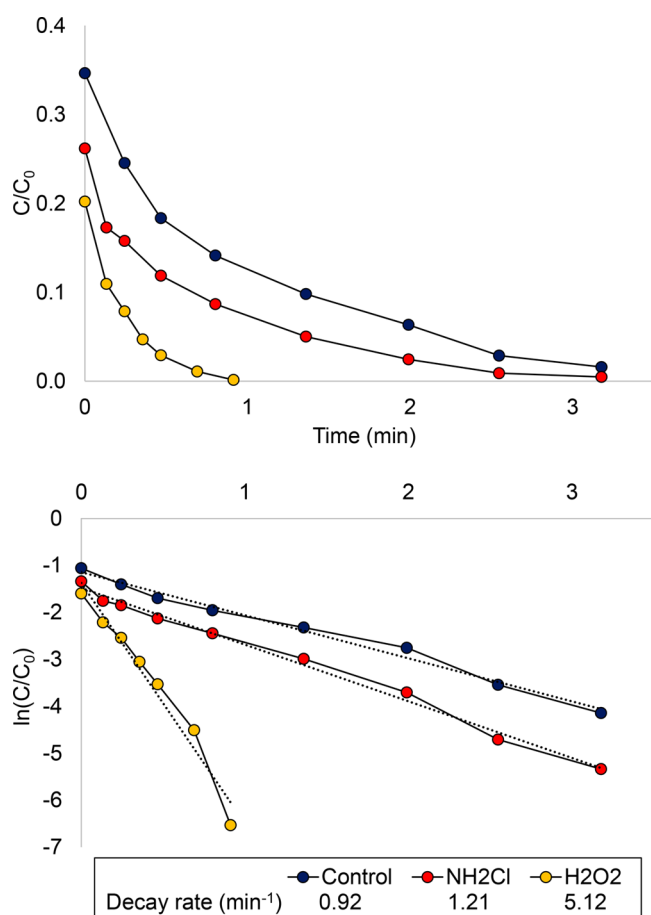 0.4
0.3
0.2
0.1
0.0
C/C₀
0 1 2 3
Time (min)
0 1 2 3
0
-1
-2
-3
-4
-5
-6
-7
ln(C/C₀)
Control NH2Cl H2O2
Decay rate (min⁻¹) 0.92 1.21 5.12